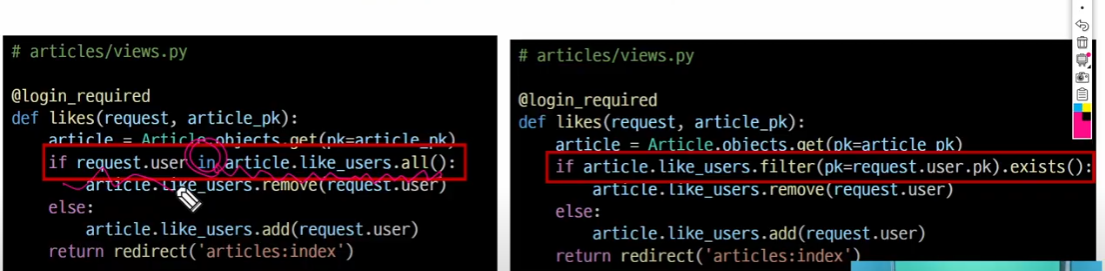 # articles/views.py
@login_required
def likes(request, article_pk):
article = Article.objects.get(pk=article_pk)
if request.user in article.like_users.all():
article.like_users.remove(request.user)
else:
article.like_users.add(request.user)
return redirect('articles:index')
# articles/views.py
@login_required
def likes(request, article_pk):
article = Article.objects.get(pk=article_pk)
if article.like_users.filter(pk=request.user.pk).exists():
article.like_users.remove(request.user)
else:
article.like_users.add(request.user)
return redirect('articles:index')